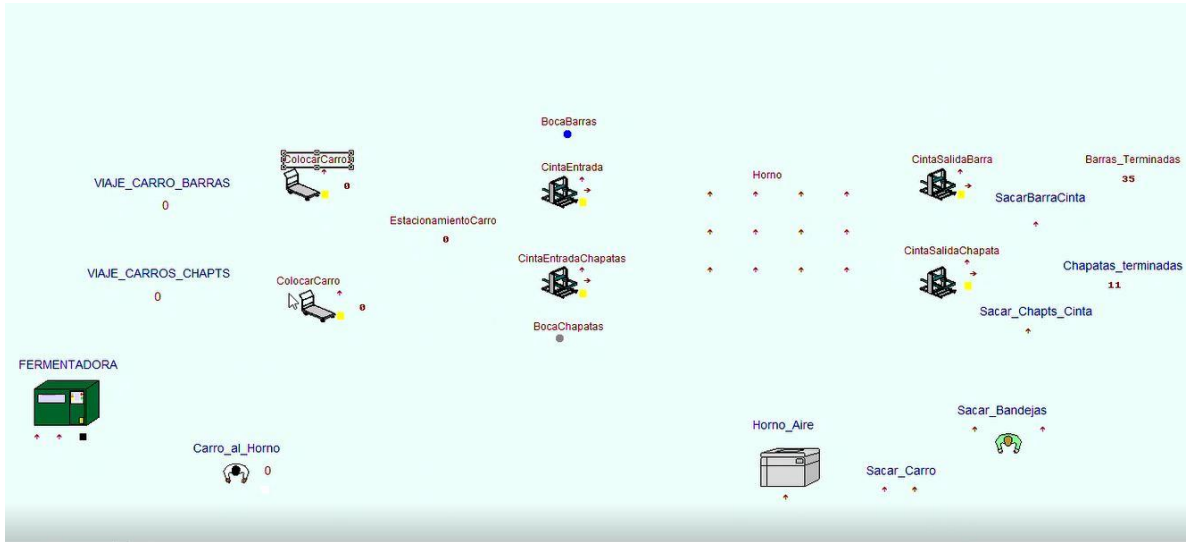 BocaBarras
ColocarCarro
0
CintaEntrada
CintaSalidaBarra
Barras_Terminadas
35
VIAJE_CARRO_BARRAS
0
Horno
SacarBarraCinta
EstacionamientoCarro
0
CintaSalidaChapata
CintaEntradaChapatas
Chapatas_terminadas
11
VIAJE_CARROS_CHAPTS
0
ColocarCarro
0
Sacar_Chapts_Cinta
BocaChapatas
FERMENTADORA
Sacar_Bandejas
Horno_Aire
Carro_al_Horno
0
Sacar_Carro